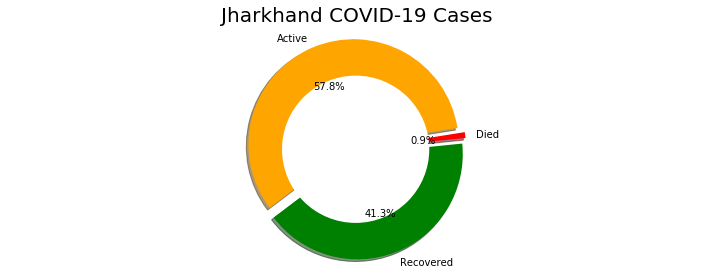 Jharkhand COVID-19 Cases
Active
57.8%
Died
0.9%
41.3%
Recovered